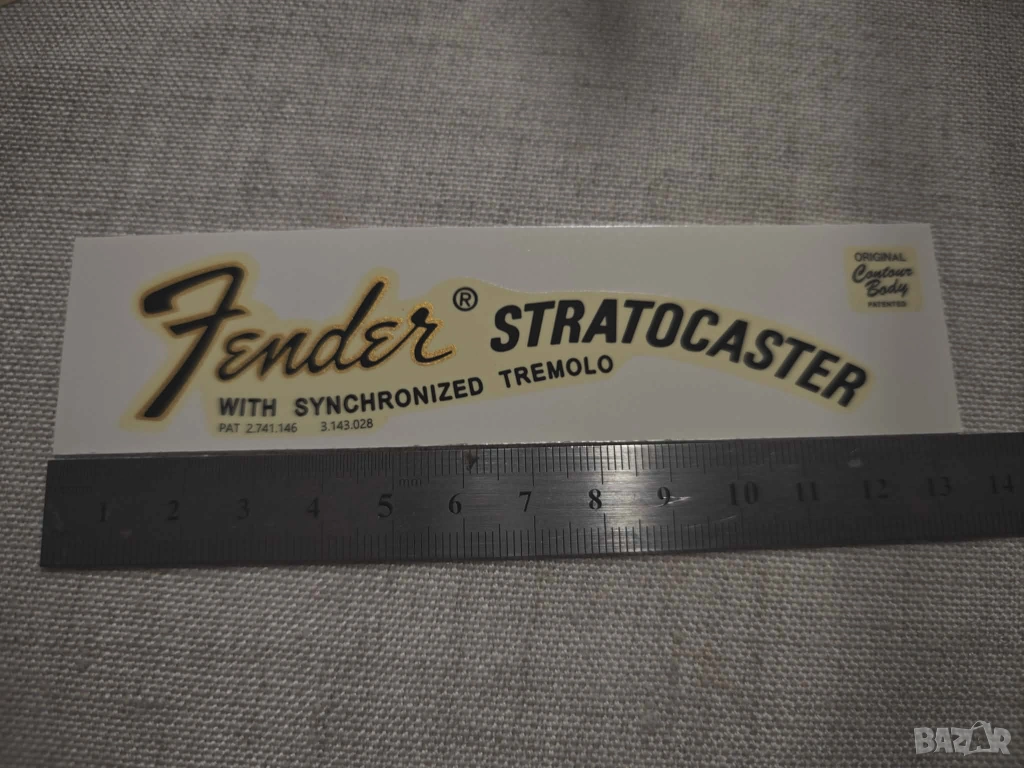 Fender® STRATOCASTER
WITH SYNCHRONIZED TREMOLO
PAT 2.741.146 3.143.028
ORIGINAL
Contour
Body
PATENTED
mm
1 2 3 4 5 6 7 8 9 10 11 12 13 14
BAZAR